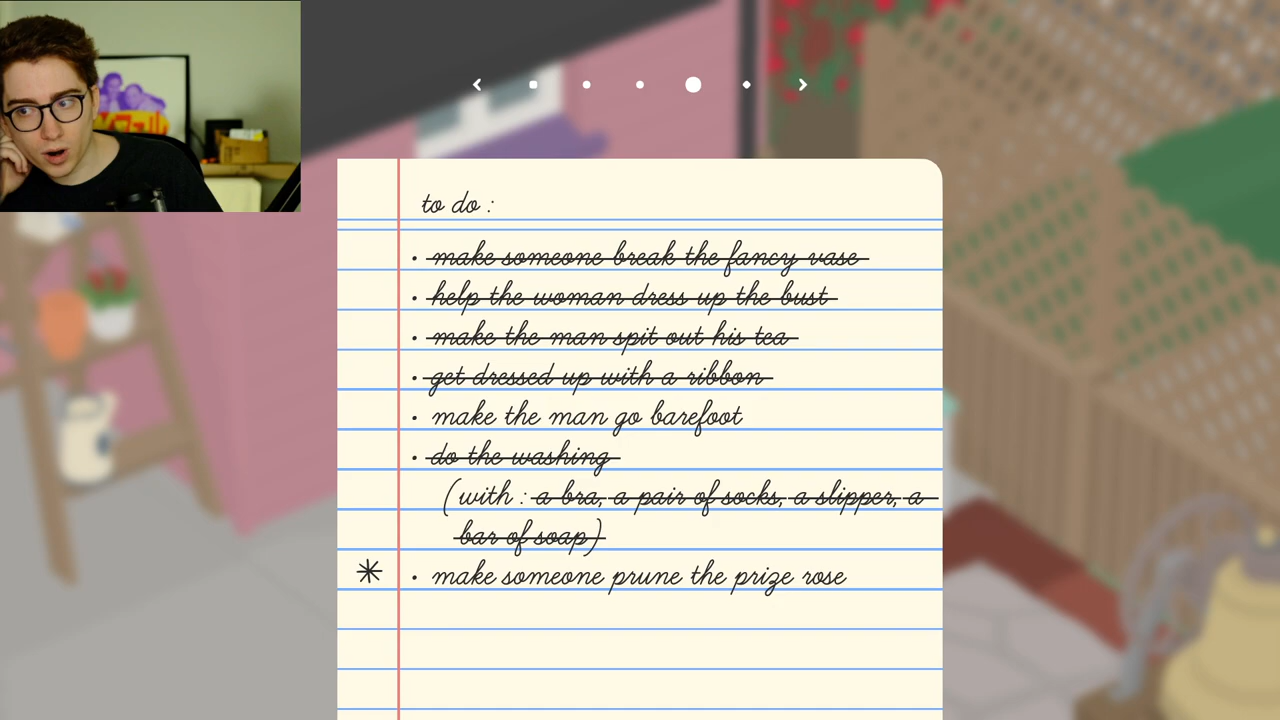 to do :
• make someone break the fancy vase
• help the woman dress up the bust
• make the man spit out his tea
• get dressed up with a ribbon
• make the man go barefoot
• do the washing
(with : a bra, a pair of socks, a slipper, a
bar of soap)
• make someone prune the prize rose